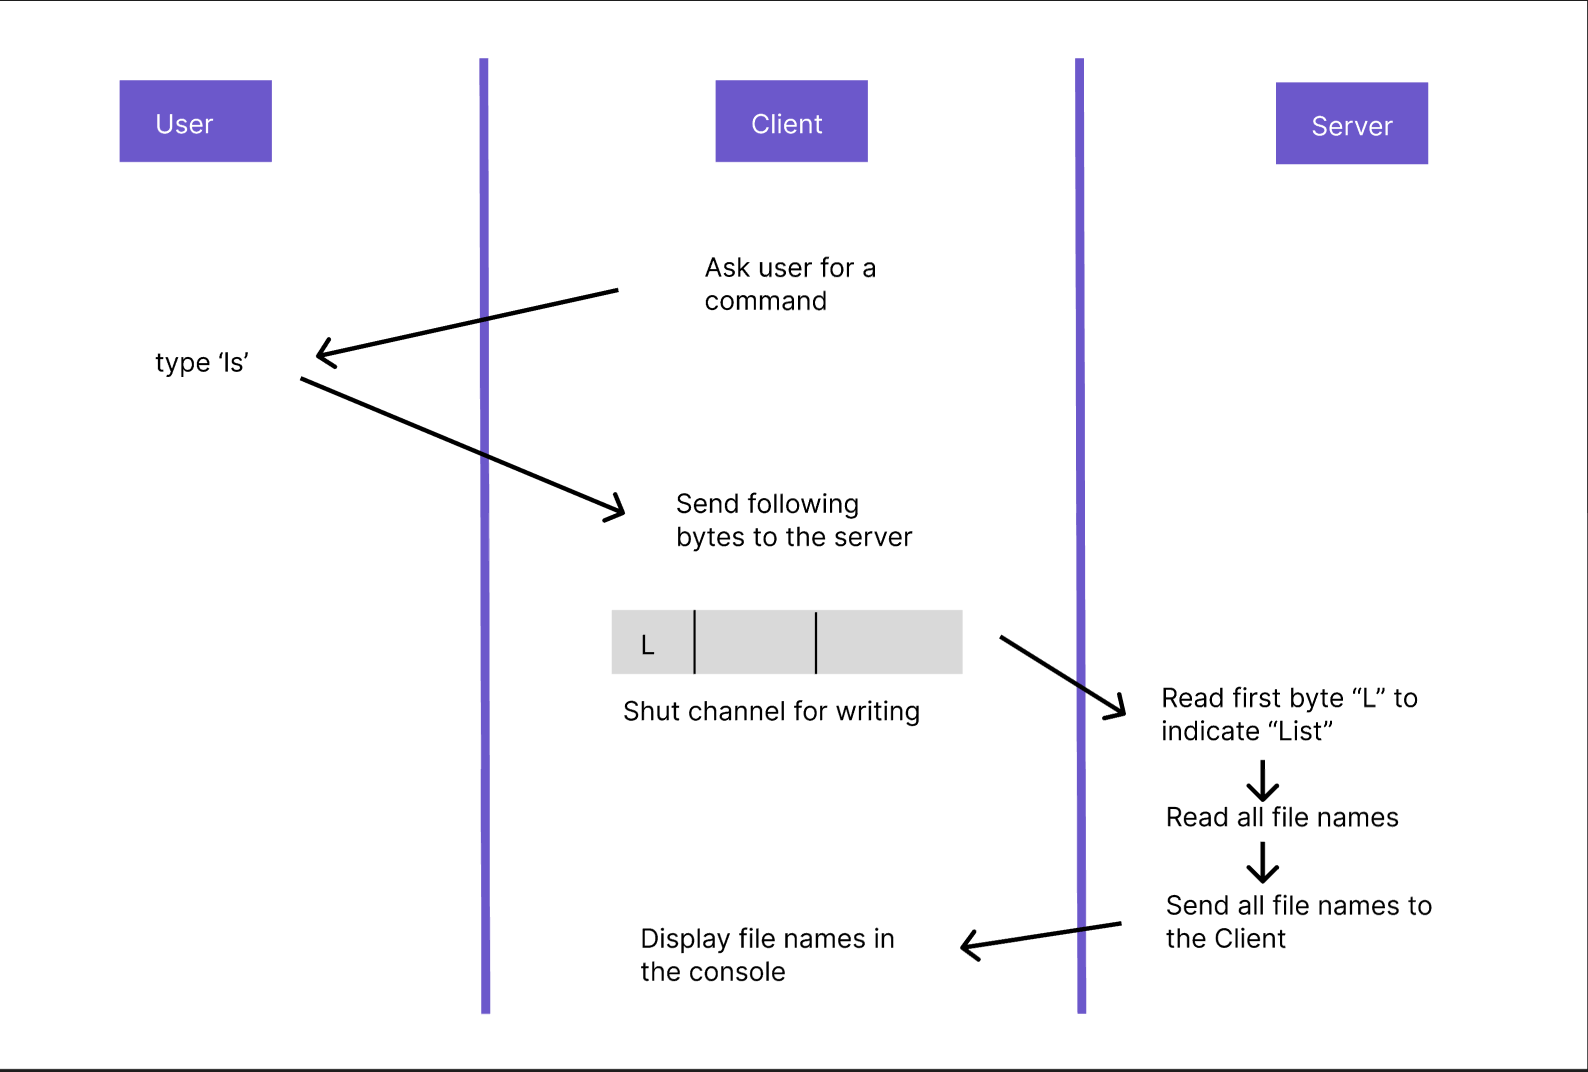 User
Client
Server
Ask user for a
command
type ‘ls’
Send following
bytes to the server
L
Shut channel for writing
Read first byte “L” to
indicate “List”
Read all file names
Send all file names to
the Client
Display file names in
the console